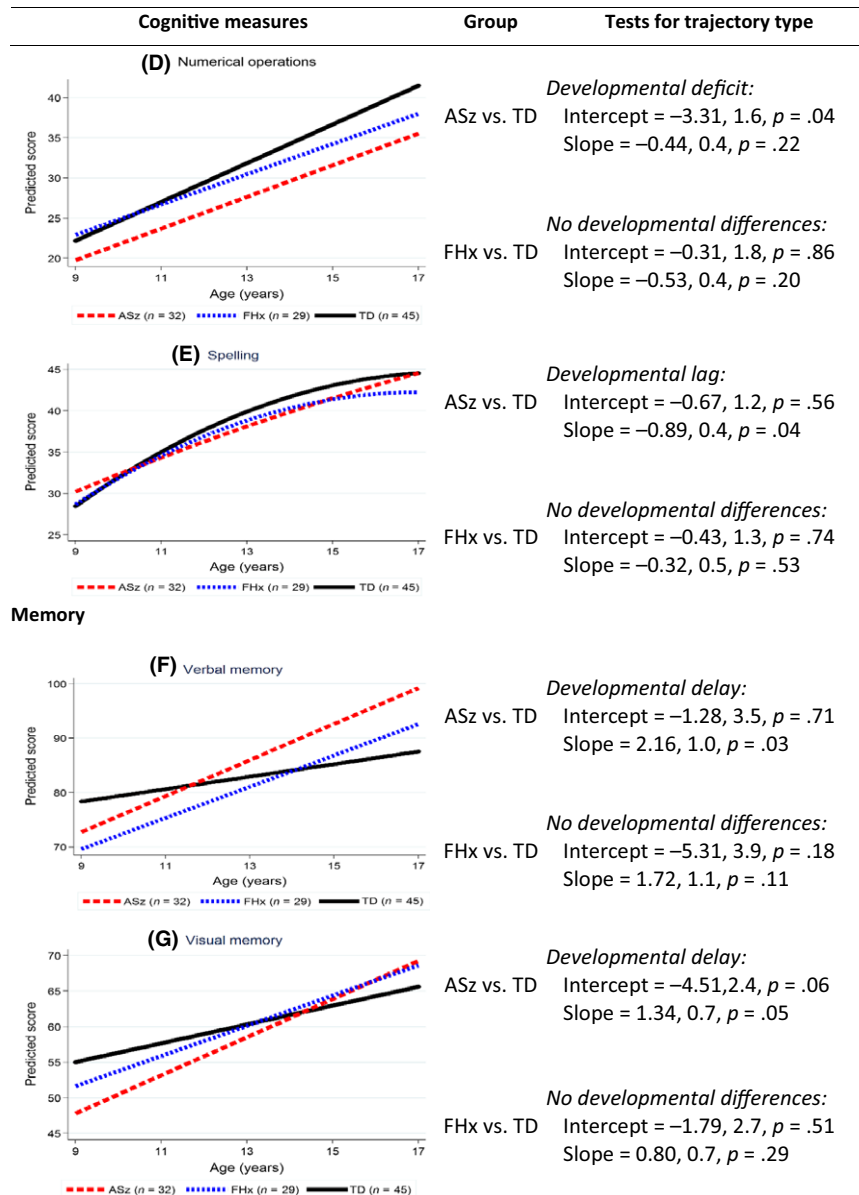 Cognitive measures Group Tests for trajectory type
(D) Numerical operations
Predicted score
40
35
30
25
20
9 11 13 15 17
Age (years)
ASz (n = 32) FHx (n = 29) TD (n = 45)
ASz vs. TD
Developmental deficit:
Intercept = –3.31, 1.6, p = .04
Slope = –0.44, 0.4, p = .22
FHx vs. TD
No developmental differences:
Intercept = –0.31, 1.8, p = .86
Slope = –0.53, 0.4, p = .20
(E) Spelling
Predicted score
45
40
35
30
25
9 11 13 15 17
Age (years)
ASz (n = 32) FHx (n = 29) TD (n = 45)
ASz vs. TD
Developmental lag:
Intercept = –0.67, 1.2, p = .56
Slope = –0.89, 0.4, p = .04
FHx vs. TD
No developmental differences:
Intercept = –0.43, 1.3, p = .74
Slope = –0.32, 0.5, p = .53
Memory
(F) Verbal memory
Predicted score
100
90
80
70
9 11 13 15 17
Age (years)
ASz (n = 32) FHx (n = 29) TD (n = 45)
ASz vs. TD
Developmental delay:
Intercept = –1.28, 3.5, p = .71
Slope = 2.16, 1.0, p = .03
FHx vs. TD
No developmental differences:
Intercept = –5.31, 3.9, p = .18
Slope = 1.72, 1.1, p = .11
(G) Visual memory
Predicted score
70
65
60
55
50
45
9 11 13 15 17
Age (years)
ASz (n = 32) FHx (n = 29) TD (n = 45)
ASz vs. TD
Developmental delay:
Intercept = –4.51,2.4, p = .06
Slope = 1.34, 0.7, p = .05
FHx vs. TD
No developmental differences:
Intercept = –1.79, 2.7, p = .51
Slope = 0.80, 0.7, p = .29